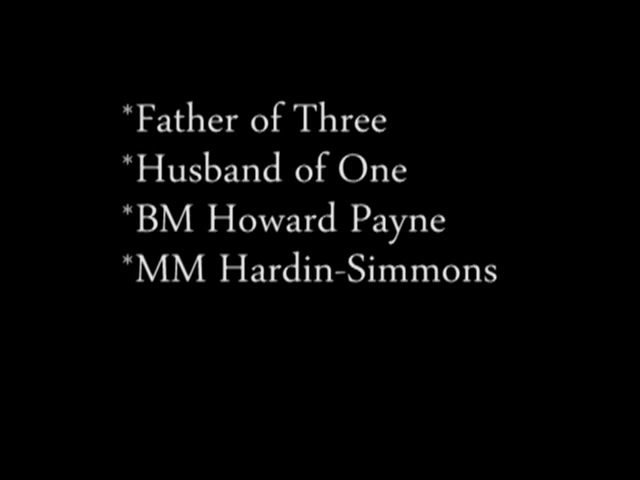 *Father of Three
*Husband of One
*BM Howard Payne
*MM Hardin-Simmons